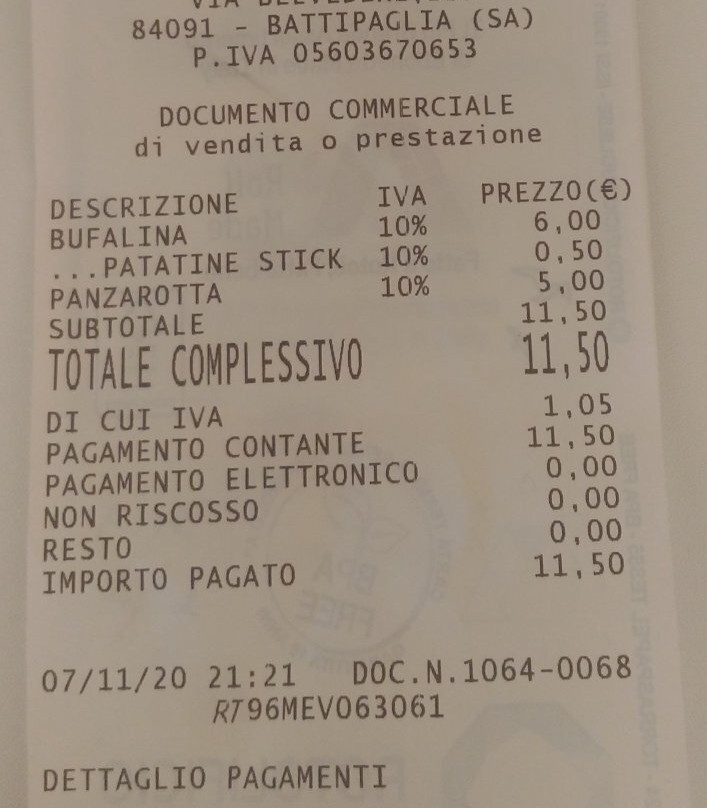 84091 - BATTIPAGLIA (SA)
P.IVA 05603670653
DOCUMENTO COMMERCIALE
di vendita o prestazione
DESCRIZIONE IVA PREZZO(€)
BUFALINA 10% 6,00
...PATATINE STICK 10% 0,50
PANZAROTTA 10% 5,00
SUBTOTALE 11,50
TOTALE COMPLESSIVO 11,50
DI CUI IVA 1,05
PAGAMENTO CONTANTE 11,50
PAGAMENTO ELETTRONICO 0,00
NON RISCOSSO 0,00
RESTO 0,00
IMPORTO PAGATO 11,50
07/11/20 21:21 DOC.N.1064-0068
RT96MEV063061
DETTAGLIO PAGAMENTI